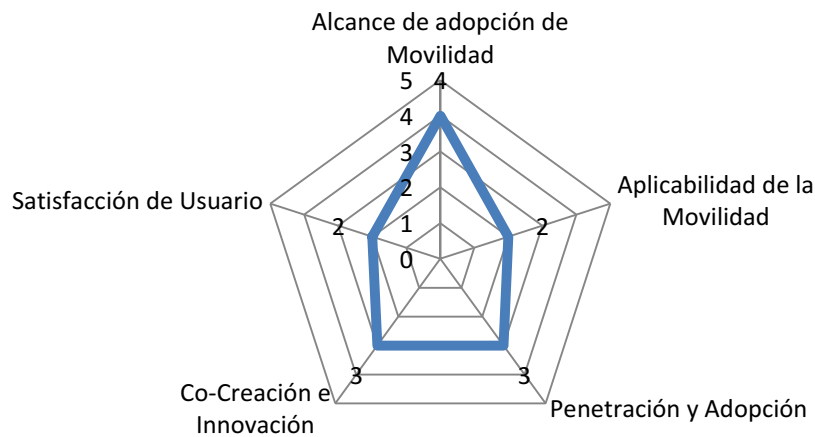 Alcance de adopción de
Movilidad
5 4
4
3
2
1
0
Aplicabilidad de la
Movilidad
2
Penetración y Adopción
3
Co-Creación e
Innovación
3
Satisfacción de Usuario
2